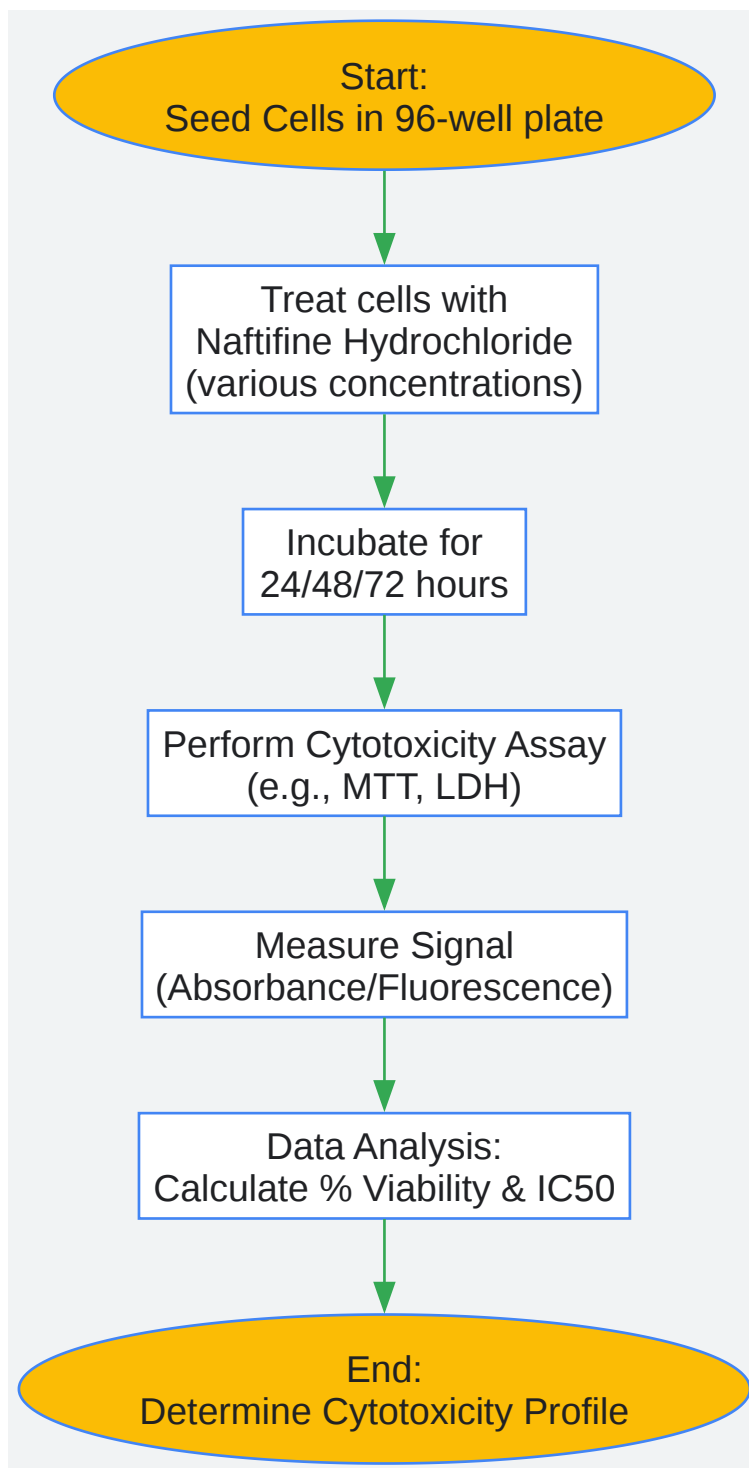 Start:
Seed Cells in 96-well plate
Treat cells with
Naftifine Hydrochloride
(various concentrations)
Incubate for
24/48/72 hours
Perform Cytotoxicity Assay
(e.g., MTT, LDH)
Measure Signal
(Absorbance/Fluorescence)
Data Analysis:
Calculate % Viability & IC50
End:
Determine Cytotoxicity Profile